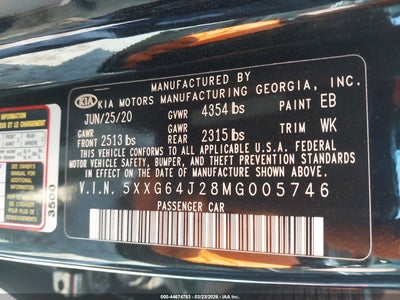 MANUFACTURED BY
KIA KIA MOTORS MANUFACTURING GEORGIA, INC.
JUN/25/20 GVWR 4354 lbs PAINT EB
GAWR FRONT 2513 lbs GAWR REAR 2315 lbs TRIM WK
THIS VEHICLE CONFORMS TO ALL APPLICABLE U.S.A. FEDERAL
MOTOR VEHICLE SAFETY, BUMPER, AND THEFT PREVENTION STANDARDS
IN EFFECT ON THE DATE OF MANUFACTURE SHOWN ABOVE.
V.I.N. 5XXG64J28MG005746
PASSENGER CAR
3500
000-44674783 - 03/23/2026 - IAA Inc.